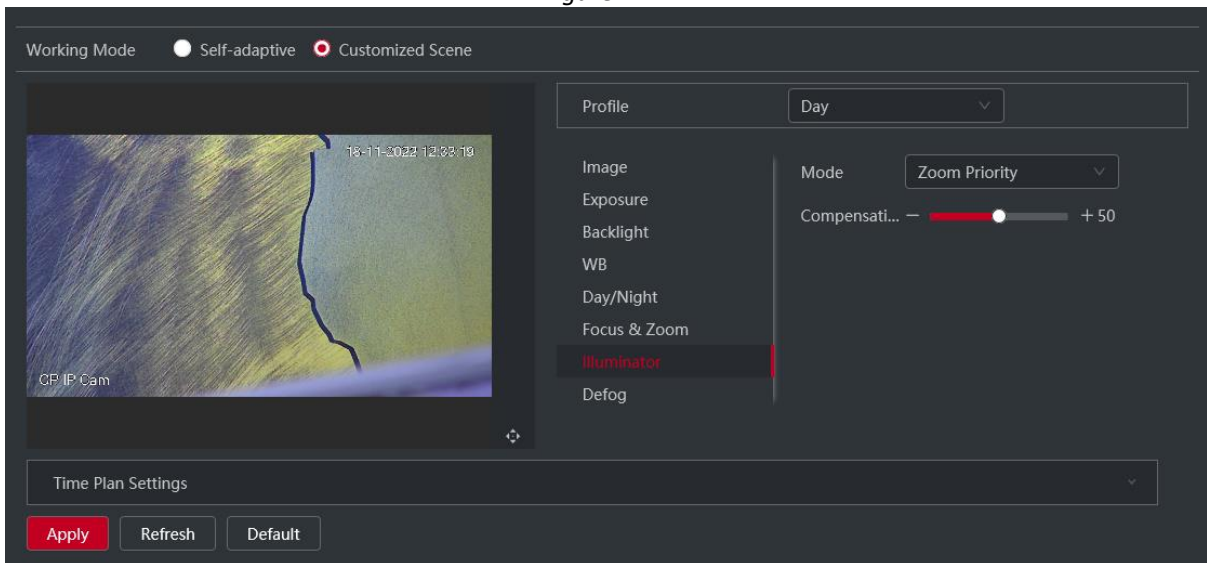 Working Mode Self-adaptive Customized Scene
Profile Day
18-11-2022 12:33:19
CP IP Cam
Image
Exposure
Backlight
WB
Day/Night
Focus & Zoom
Illuminator
Defog
Mode Zoom Priority
Compensati... − + 50
Time Plan Settings
Apply Refresh Default